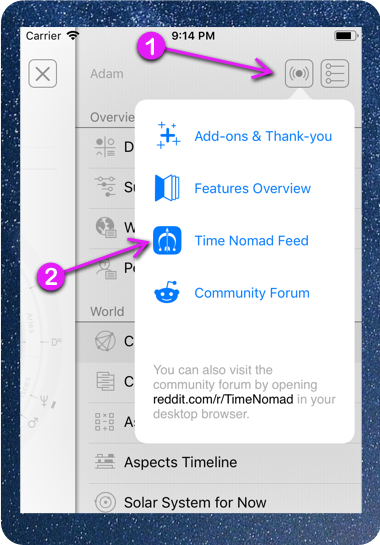 Carrier 9:14 PM
1
Adam
Overvie
Add-ons & Thank-you
D
Features Overview
Su
W
Time Nomad Feed
2
Po
Community Forum
World
C
You can also visit the
community forum by opening
reddit.com/r/TimeNomad in your
desktop browser.
C
As
Aspects Timeline
Solar System for Now